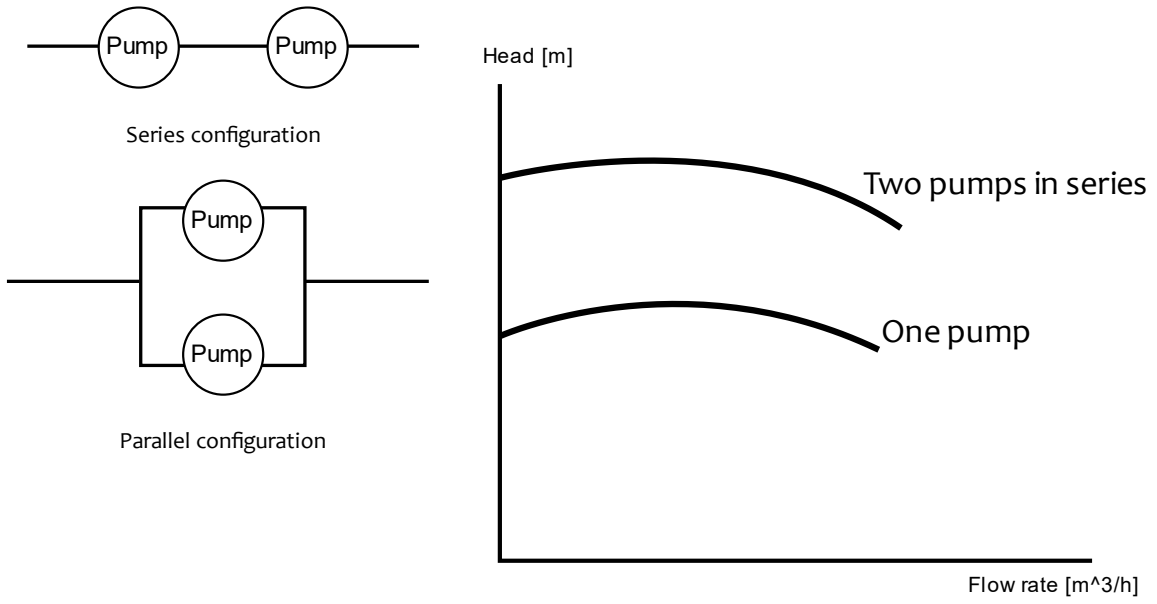 Pump
Pump
Series configuration
Pump
Pump
Parallel configuration
Head [m]
Two pumps in series
One pump
Flow rate [m^3/h]